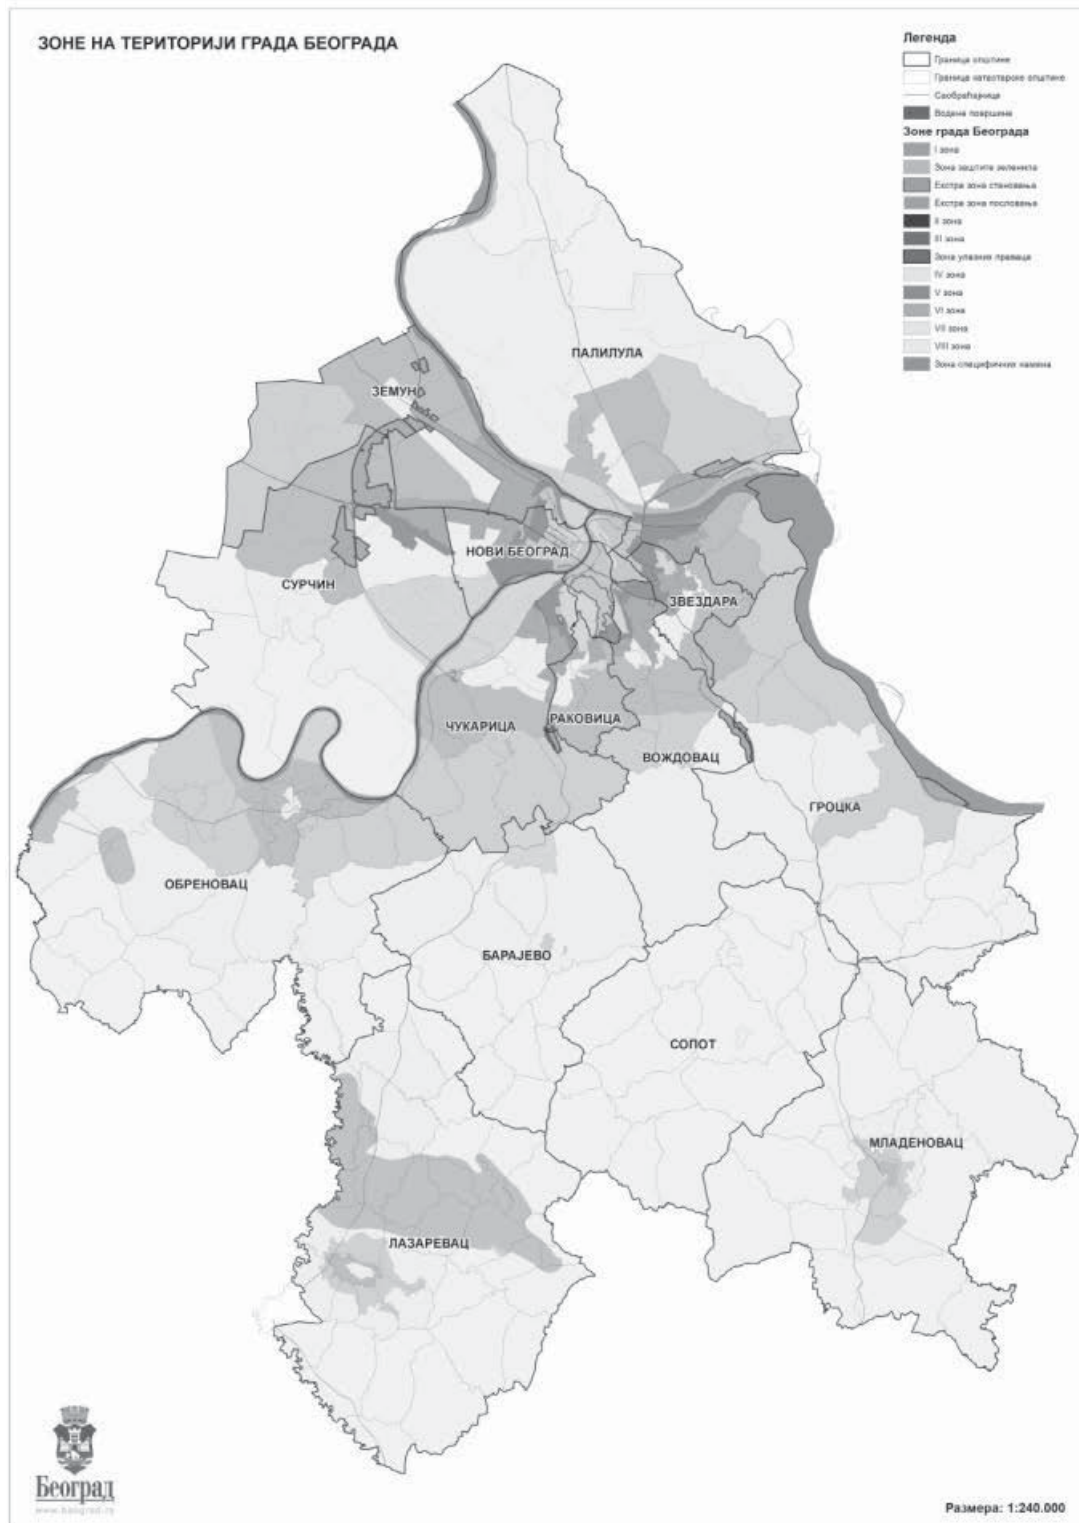 ЗОНЕ НА ТЕРИТОРИЈИ ГРАДА БЕОГРАДА
Легенда
Граница општине
Граница катастарске општине
Саобраћајнице
Водене површине
Зоне града Београда
I зона
Зона заштите зеленила
Екстра зона становања
Екстра зона пословања
II зона
III зона
Зона улазних праваца
IV зона
V зона
VI зона
VII зона
VIII зона
Зона специфичних намена
ПАЛИЛУЛА
ЗЕМУН
НОВИ БЕОГРАД
СУРЧИН
ЗВЕЗДАРА
ЧУКАРИЦА
РАКОВИЦА
ВОЖДОВАЦ
ГРОЦКА
ОБРЕНОВАЦ
БАРАЈЕВО
СОПОТ
МЛАДЕНОВАЦ
ЛАЗАРЕВАЦ
Београд
www.beograd.rs
Размера: 1:240.000